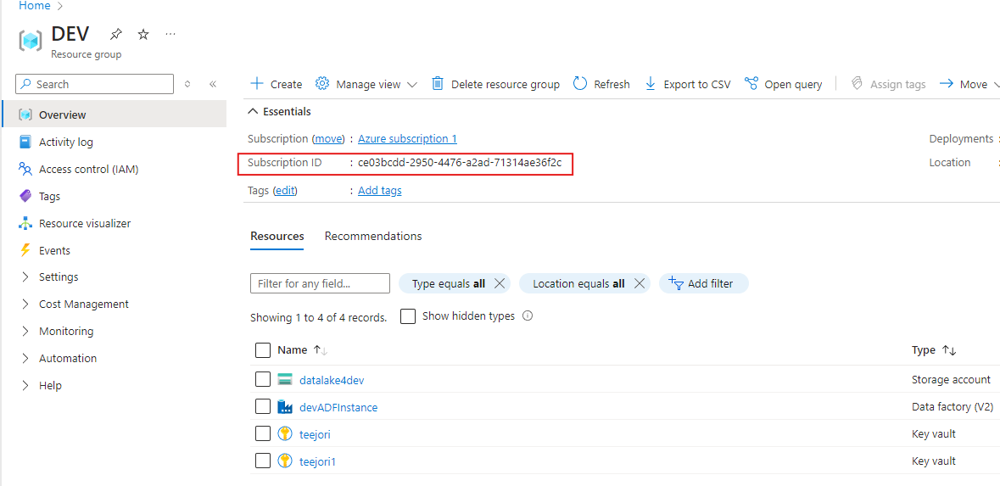 Home
DEV
Resource group
Search
Create Manage view Delete resource group Refresh Export to CSV Open query Assign tags Move
Overview
Activity log
Access control (IAM)
Tags
Resource visualizer
Events
Settings
Cost Management
Monitoring
Automation
Help
Essentials
Subscription (move) : Azure subscription 1
Deployments :
Subscription ID : ce03bcdd-2950-4476-a2ad-71314ae36f2c
Location :
Tags (edit) : Add tags
Resources Recommendations
Filter for any field... Type equals all Location equals all Add filter
Showing 1 to 4 of 4 records. Show hidden types
Name Type
datalake4dev Storage account
devADFInstance Data factory (V2)
teejori Key vault
teejori1 Key vault